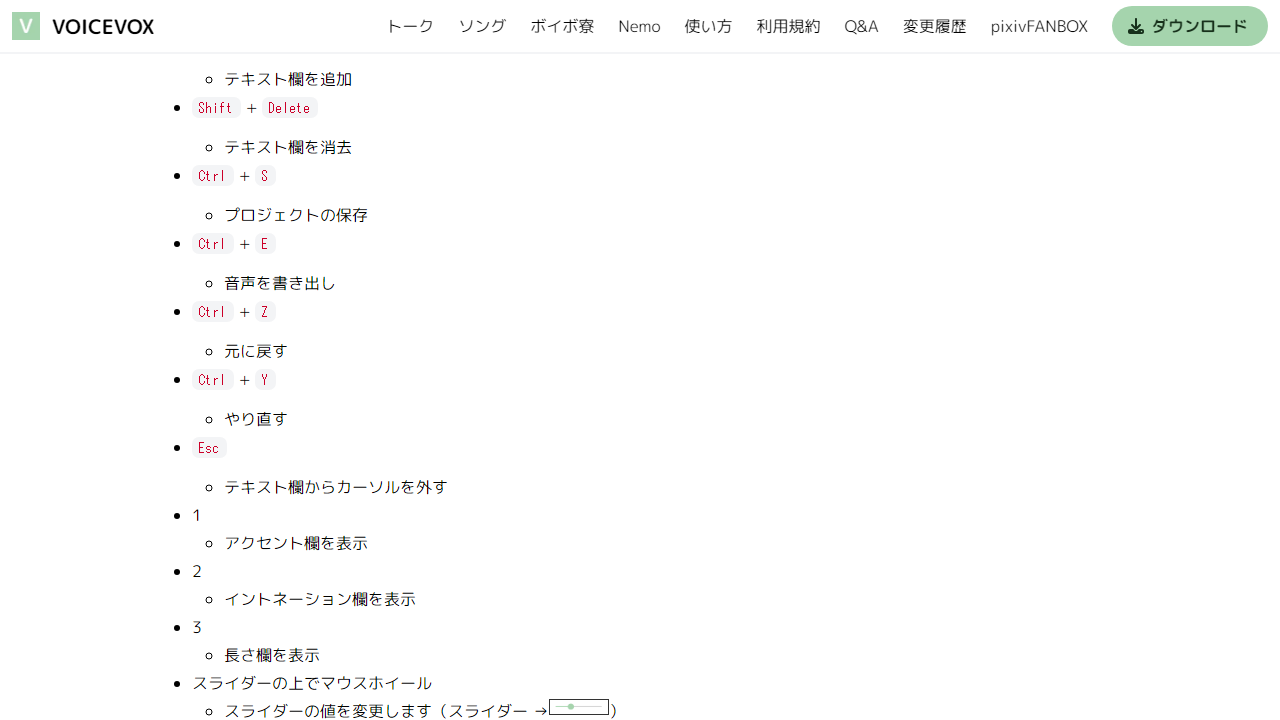 V VOICEVOX トーク ソング ボイボ寮 Nemo 使い方 利用規約 Q&A 変更履歴 pixivFANBOX ダウンロード
テキスト欄を追加
Shift + Delete
テキスト欄を消去
Ctrl + S
プロジェクトの保存
Ctrl + E
音声を書き出し
Ctrl + Z
元に戻す
Ctrl + Y
やり直す
Esc
テキスト欄からカーソルを外す
1
アクセント欄を表示
2
イントネーション欄を表示
3
長さ欄を表示
スライダーの上でマウスホイール
スライダーの値を変更します（スライダー →）